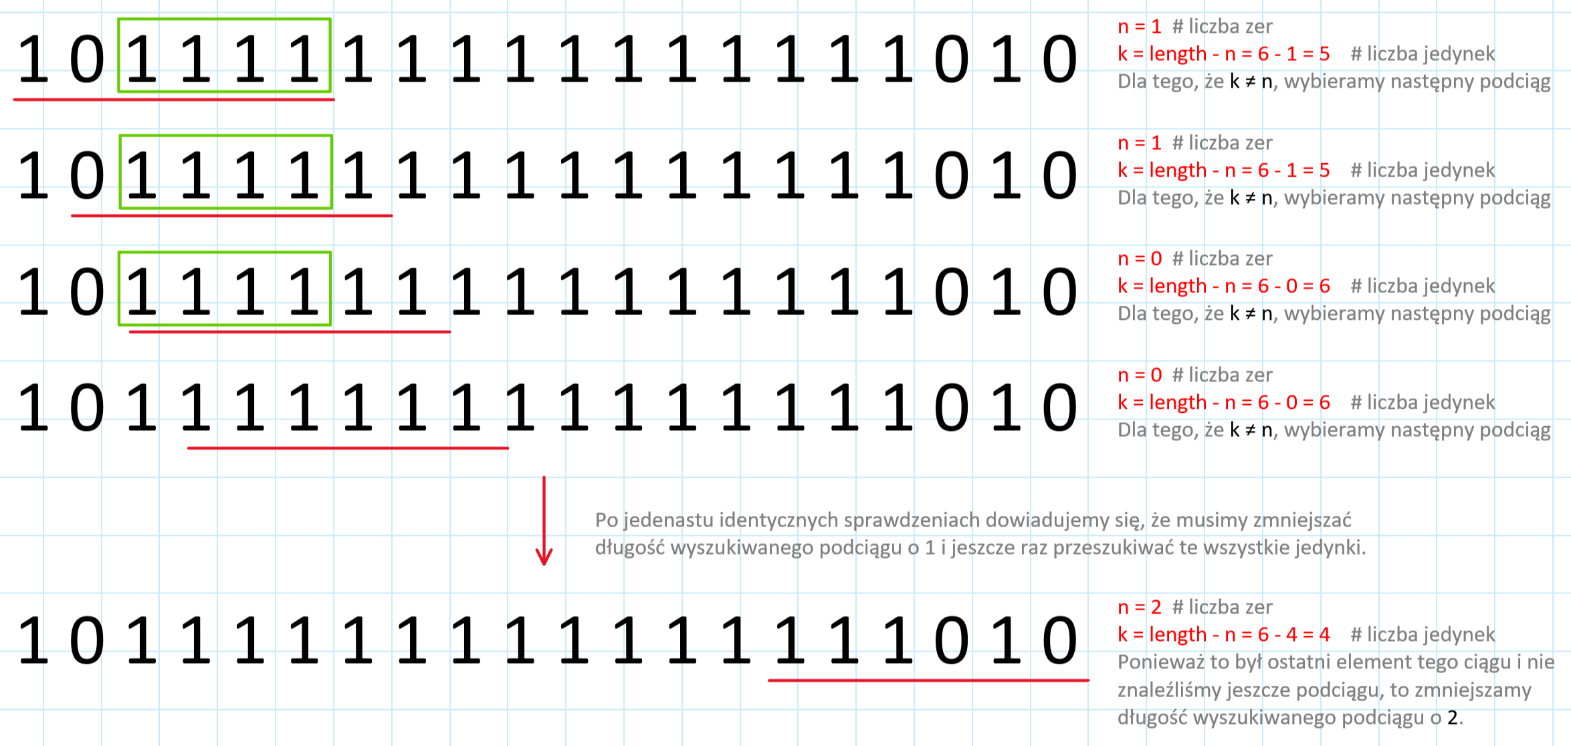 1 0 1 1 1 1 1 1 1 1 1 1 1 1 1 1 1 0 1 0
n = 1 # liczba zer
k = length - n = 6 - 1 = 5 # liczba jedynek
Dla tego, że k ≠ n, wybieramy następny podciąg
1 0 1 1 1 1 1 1 1 1 1 1 1 1 1 1 1 0 1 0
n = 1 # liczba zer
k = length - n = 6 - 1 = 5 # liczba jedynek
Dla tego, że k ≠ n, wybieramy następny podciąg
1 0 1 1 1 1 1 1 1 1 1 1 1 1 1 1 1 0 1 0
n = 0 # liczba zer
k = length - n = 6 - 0 = 6 # liczba jedynek
Dla tego, że k ≠ n, wybieramy następny podciąg
1 0 1 1 1 1 1 1 1 1 1 1 1 1 1 1 1 0 1 0
n = 0 # liczba zer
k = length - n = 6 - 0 = 6 # liczba jedynek
Dla tego, że k ≠ n, wybieramy następny podciąg
Po jedenastu identycznych sprawdzeniach dowiadujemy się, że musimy zmniejszać
długość wyszukiwanego podciągu o 1 i jeszcze raz przeszukiwać te wszystkie jedynki.
1 0 1 1 1 1 1 1 1 1 1 1 1 1 1 1 1 0 1 0
n = 2 # liczba zer
k = length - n = 6 - 4 = 4 # liczba jedynek
Ponieważ to był ostatni element tego ciągu i nie
znaleźliśmy jeszcze podciągu, to zmniejszamy
długość wyszukiwanego podciągu o 2.